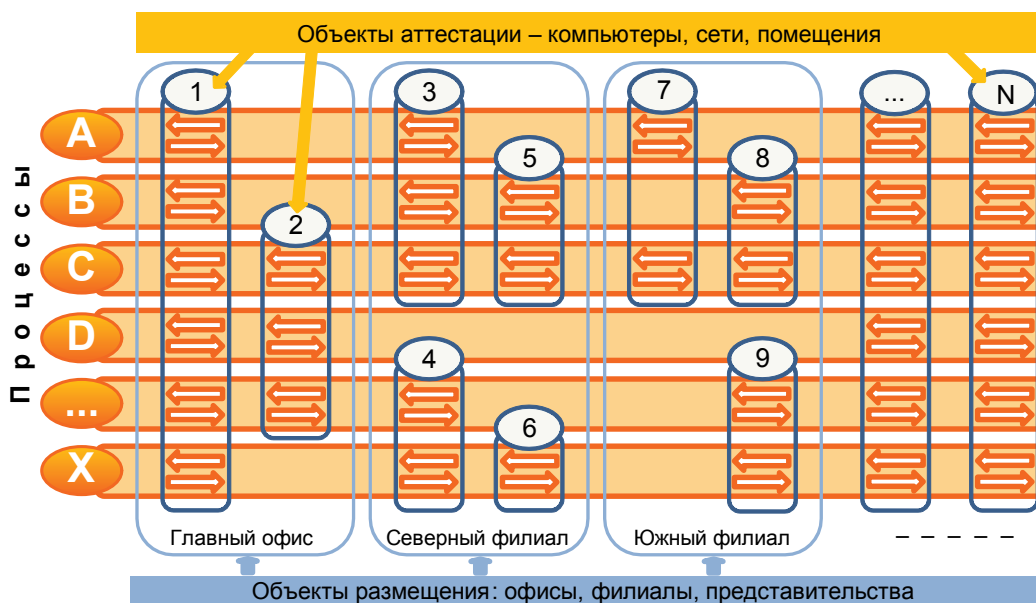 Объекты аттестации – компьютеры, сети, помещения
1
3
7
...
N
A
5
8
B
2
C
D
4
9
...
6
X
Процессы
Главный офис
Северный филиал
Южный филиал
– – – – –
Объекты размещения: офисы, филиалы, представительства